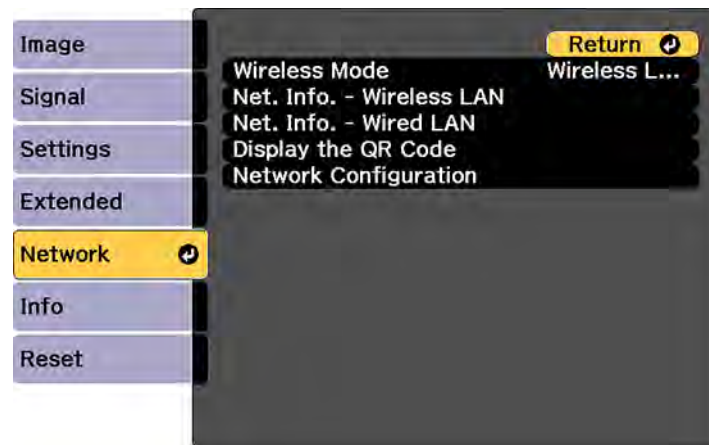 Image
Signal
Settings
Extended
Network
Info
Reset
Return
Wireless Mode Wireless L...
Net. Info. - Wireless LAN
Net. Info. - Wired LAN
Display the QR Code
Network Configuration